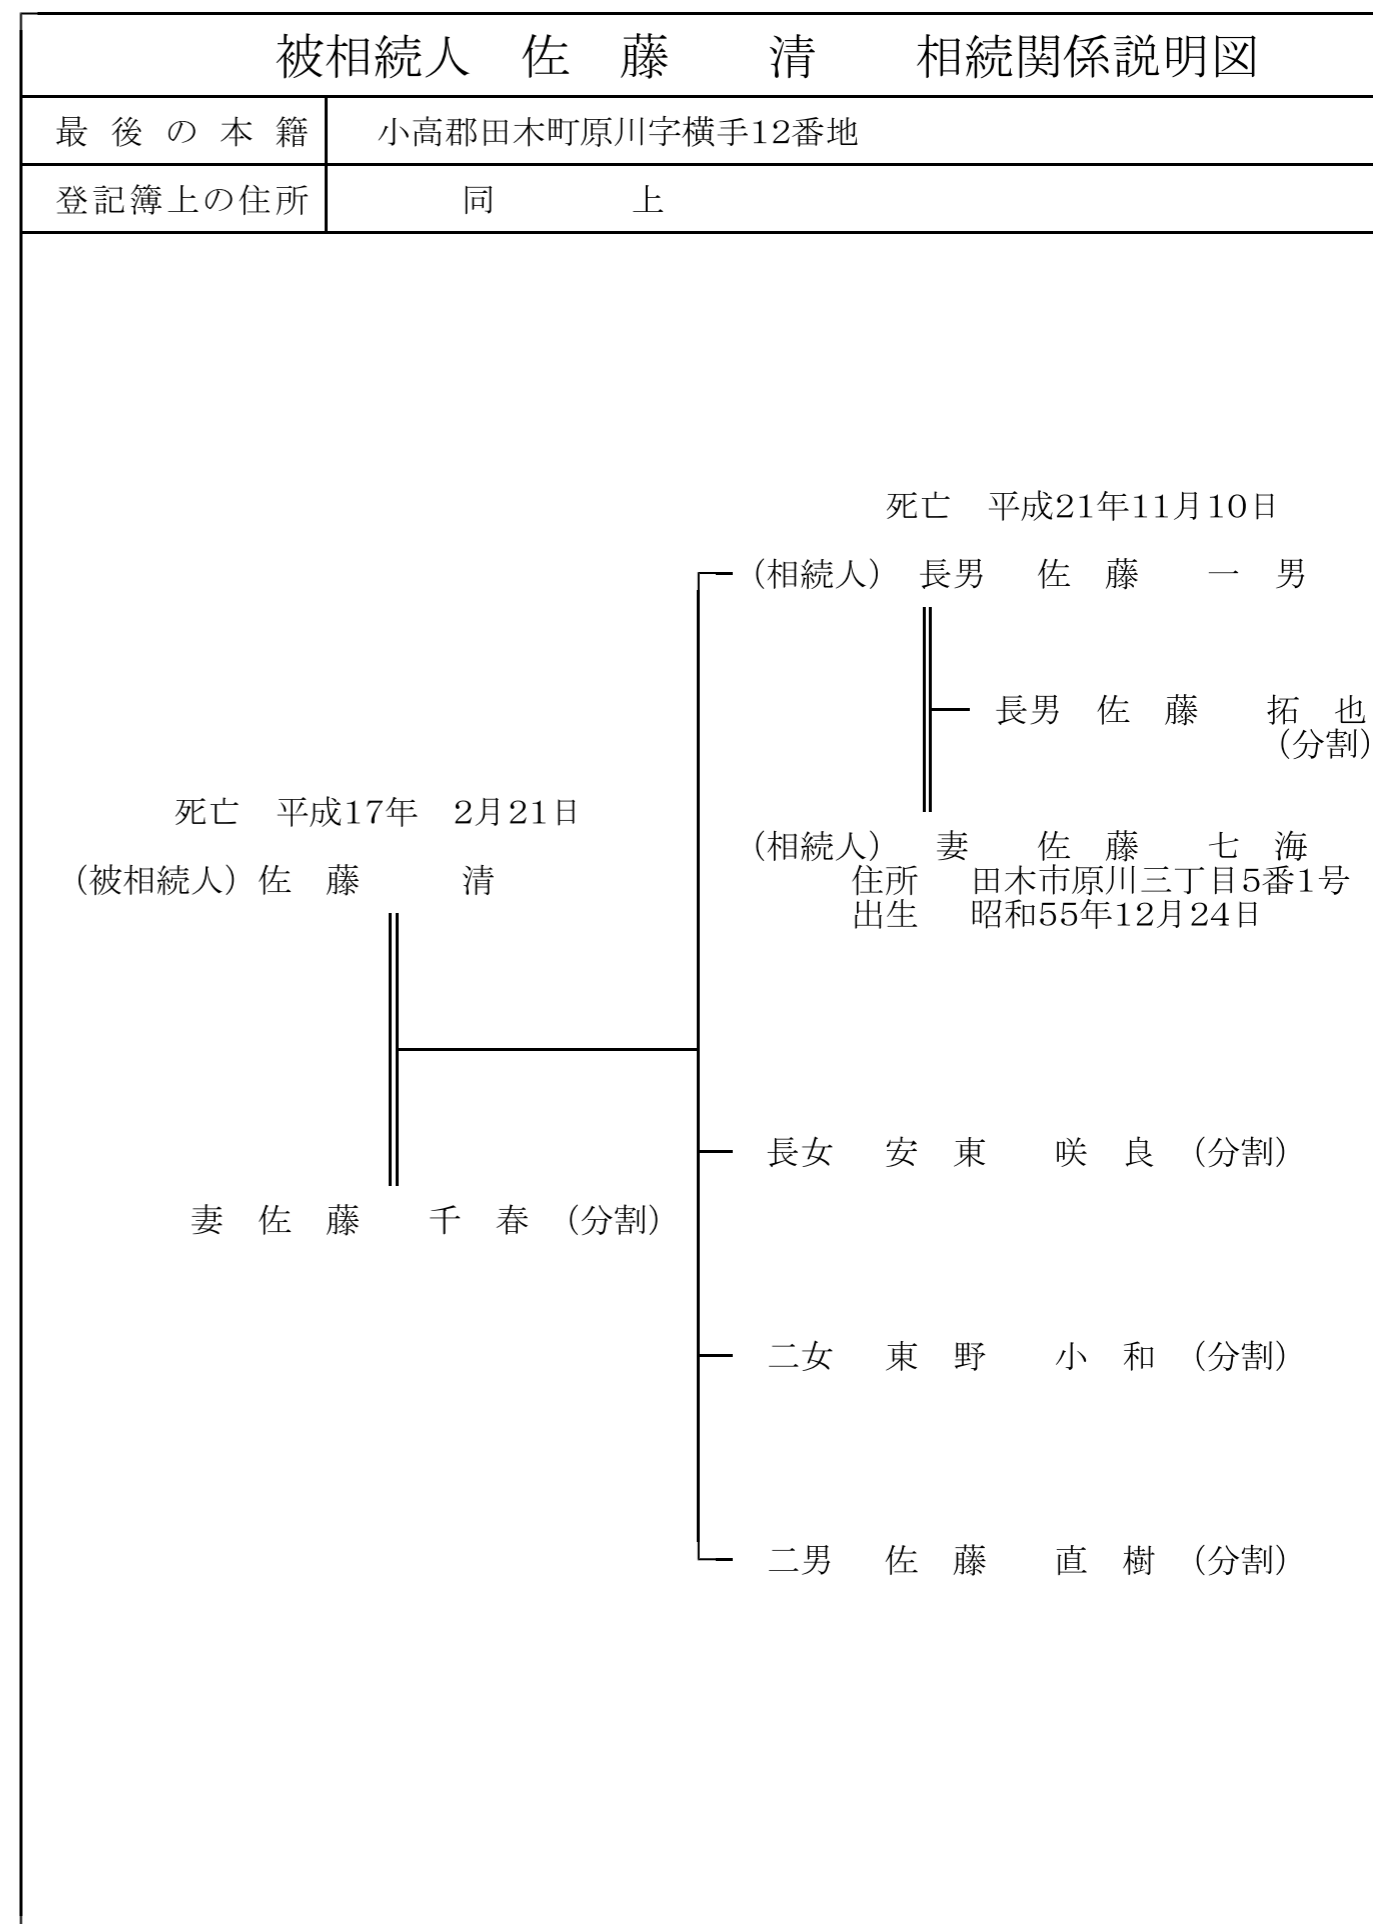 被相続人　佐　藤　　清　　相続関係説明図
最後の本籍　小高郡田木町原川字横手12番地
登記簿上の住所　同　　上
死亡　平成21年11月10日
（相続人）　長男　佐　藤　一　男
長男　佐　藤　拓　也
（分割）
死亡　平成17年　2月21日
（相続人）　妻　佐　藤　七　海
（被相続人）佐　藤　　清
住所　田木市原川三丁目5番1号
出生　昭和55年12月24日
長女　安　東　咲　良　（分割）
妻　佐　藤　千　春　（分割）
二女　東　野　小　和　（分割）
二男　佐　藤　直　樹　（分割）